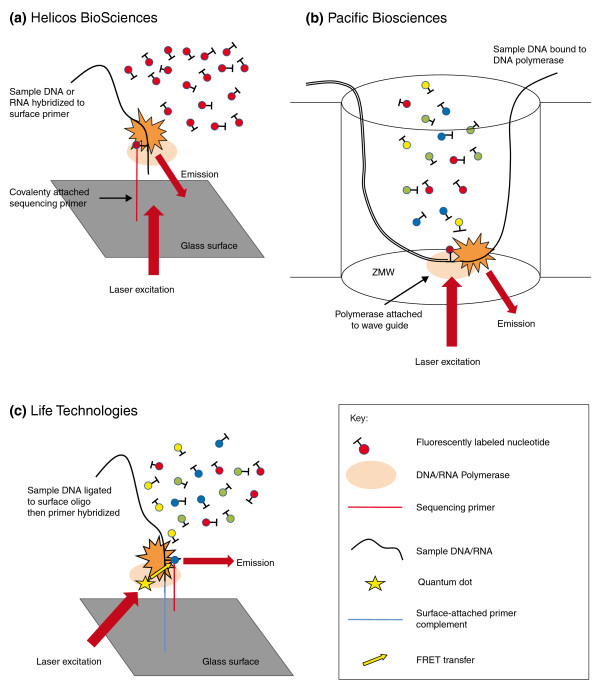 (a) Helicos BioSciences
Sample DNA or
RNA hybridized to
surface primer
Emission
Covalenty attached
sequencing primer
Glass surface
Laser excitation
(b) Pacific Biosciences
Sample DNA bound to
DNA polymerase
ZMW
Polymerase attached
to wave guide
Emission
Laser excitation
(c) Life Technologies
Sample DNA ligated
to surface oligo
then primer hybridized
Emission
Laser excitation
Glass surface
Key:
Fluorescently labeled nucleotide
DNA/RNA Polymerase
Sequencing primer
Sample DNA/RNA
Quantum dot
Surface-attached primer
complement
FRET transfer